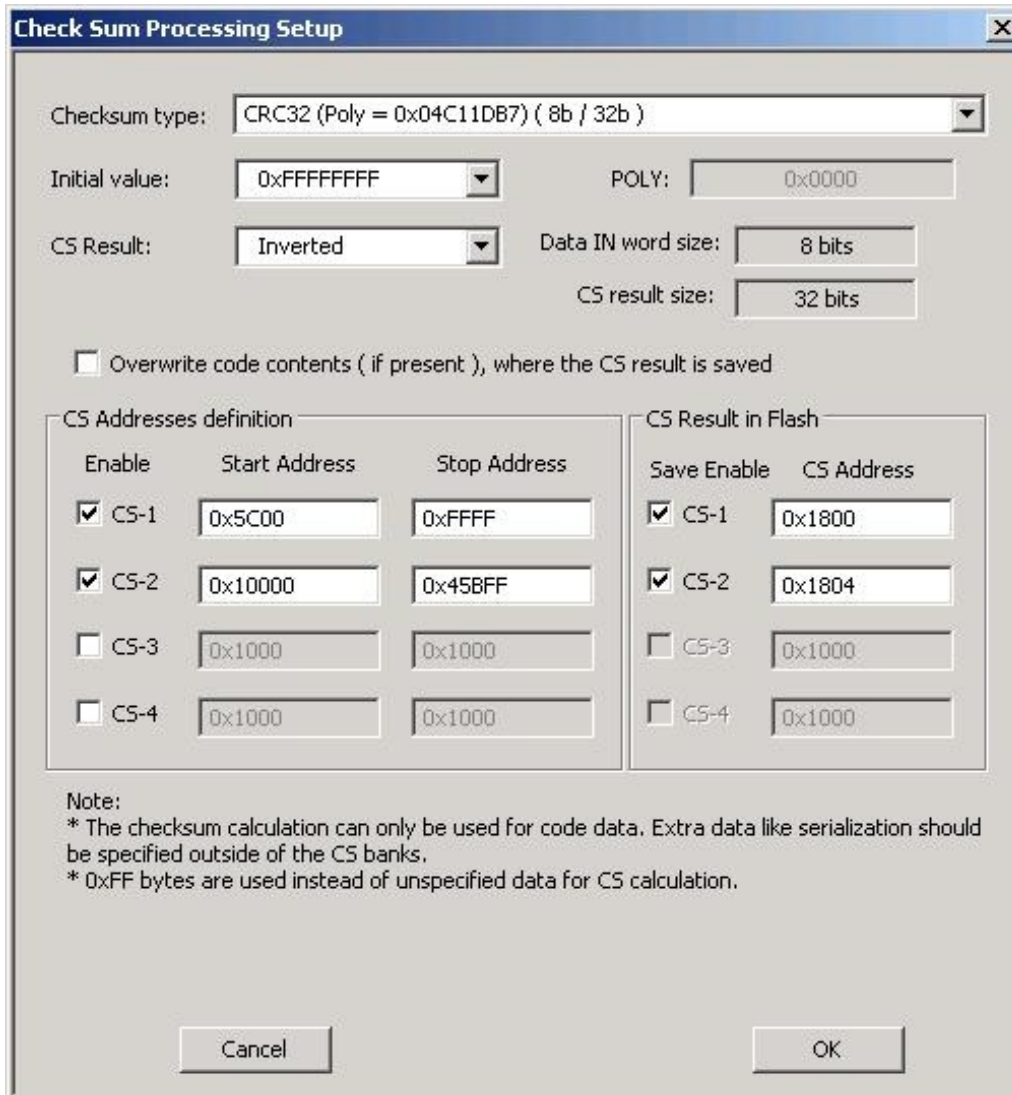 Check Sum Processing Setup
Checksum type: CRC32 (Poly = 0x04C11DB7) ( 8b / 32b )
Initial value: 0xFFFFFFFF POLY: 0x0000
CS Result: Inverted Data IN word size: 8 bits
CS result size: 32 bits
Overwrite code contents ( if present ), where the CS result is saved
CS Addresses definition CS Result in Flash
Enable Start Address Stop Address Save Enable CS Address
CS-1 0x5C00 0xFFFF CS-1 0x1800
CS-2 0x10000 0x45BFF CS-2 0x1804
CS-3 0x1000 0x1000 CS-3 0x1000
CS-4 0x1000 0x1000 CS-4 0x1000
Note:
* The checksum calculation can only be used for code data. Extra data like serialization should
be specified outside of the CS banks.
* 0xFF bytes are used instead of unspecified data for CS calculation.
Cancel OK